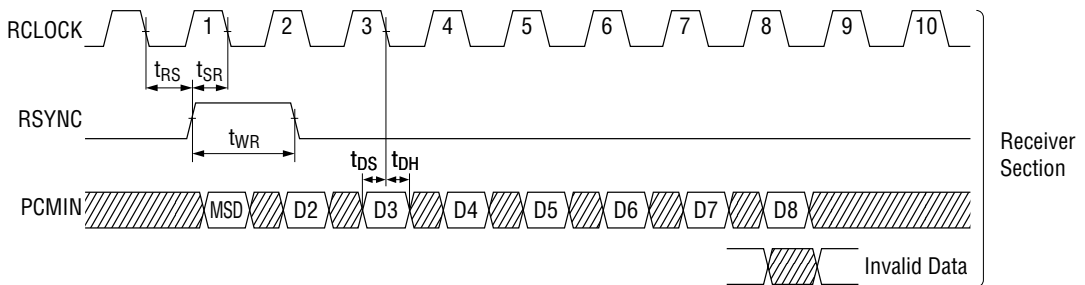 RCLOCK 1 2 3 4 5 6 7 8 9 10
tRS tSR
RSYNC
tWR
tDS tDH
Receiver
Section
PCMIN MSD D2 D3 D4 D5 D6 D7 D8
Invalid Data